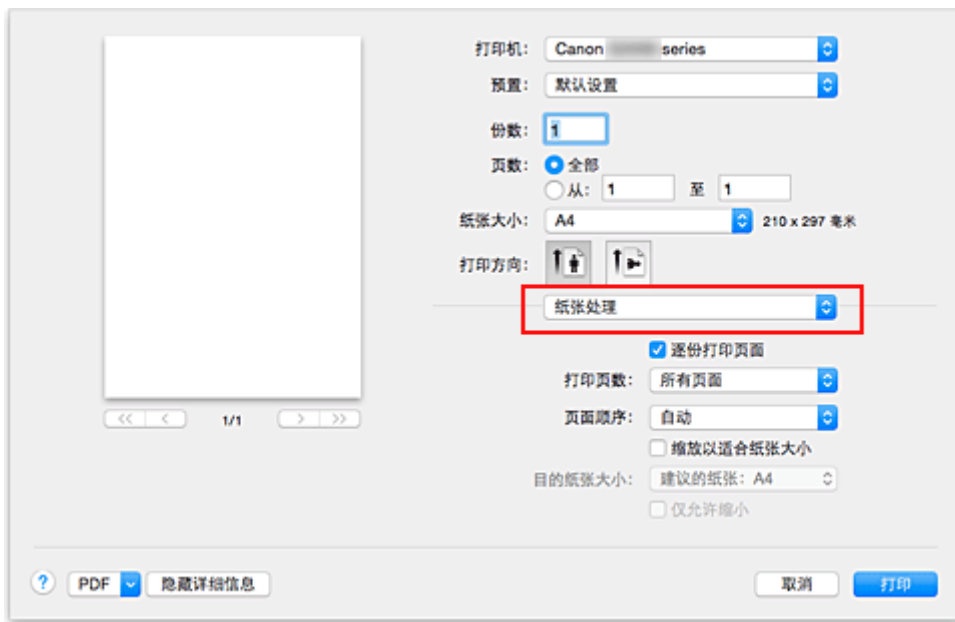 打印机： Canon series
预置： 默认设置
份数： 1
页数： 全部
从： 1 至 1
纸张大小： A4 210 x 297 毫米
打印方向：
纸张处理
逐份打印页面
打印页数： 所有页面
页面顺序： 自动
缩放以适合纸张大小
目的纸张大小： 建议的纸张：A4
仅允许缩小
<< < 1/1 > >>
? PDF 隐藏详细信息 取消 打印